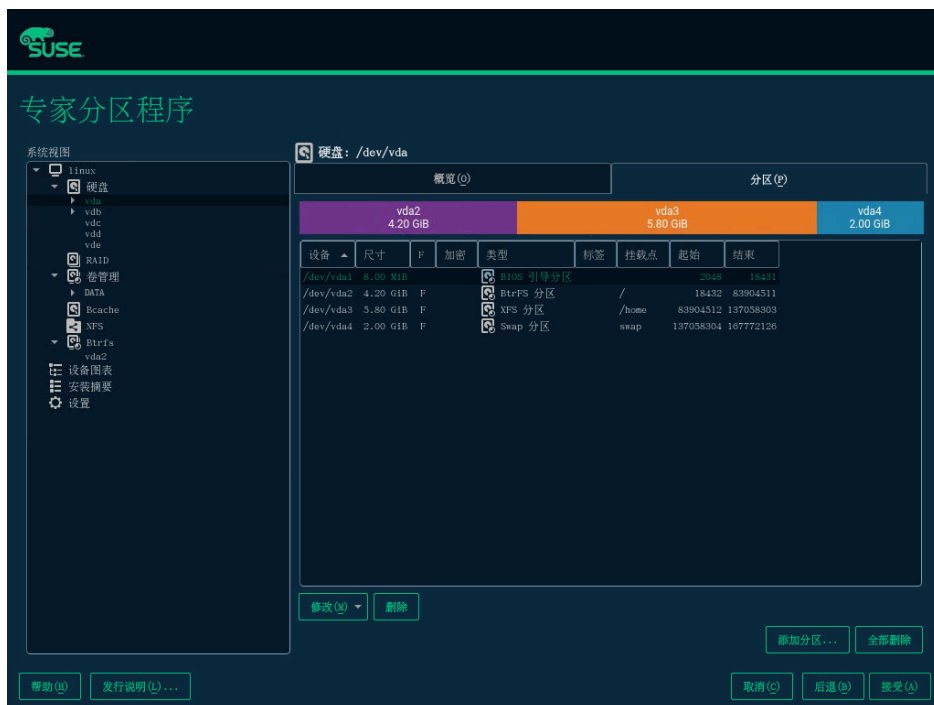 SUSE
专家分区程序
系统视图
linux
硬盘
vda
vdb
vdc
vdd
vde
RAID
卷管理
DATA
Bcache
NFS
Btrfs
vda2
设备图表
安装摘要
设置
硬盘: /dev/vda
概览(O) 分区(P)
vda2 vda3 vda4
4.20 GiB 5.80 GiB 2.00 GiB
设备 尺寸 F 加密 类型 标签 挂载点 起始 结束
/dev/vda1 8.00 MiB BIOS 引导分区 2048 18431
/dev/vda2 4.20 GiB F BtrFS 分区 / 18432 83904511
/dev/vda3 5.80 GiB F XFS 分区 /home 83904512 137058303
/dev/vda4 2.00 GiB F Swap 分区 swap 137058304 167772126
修改(M) 删除
添加分区... 全部删除
帮助(H) 发行说明(L)... 取消(C) 后退(B) 接受(A)